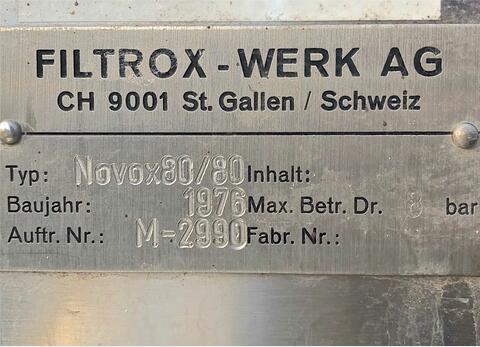 FILTROX-WERK AG
CH 9001 St. Gallen / Schweiz
Typ: Novox80/80 Inhalt:
Baujahr: 1976 Max. Betr. Dr. 8 bar
Auftr. Nr.: M-2990 Fabr. Nr.: